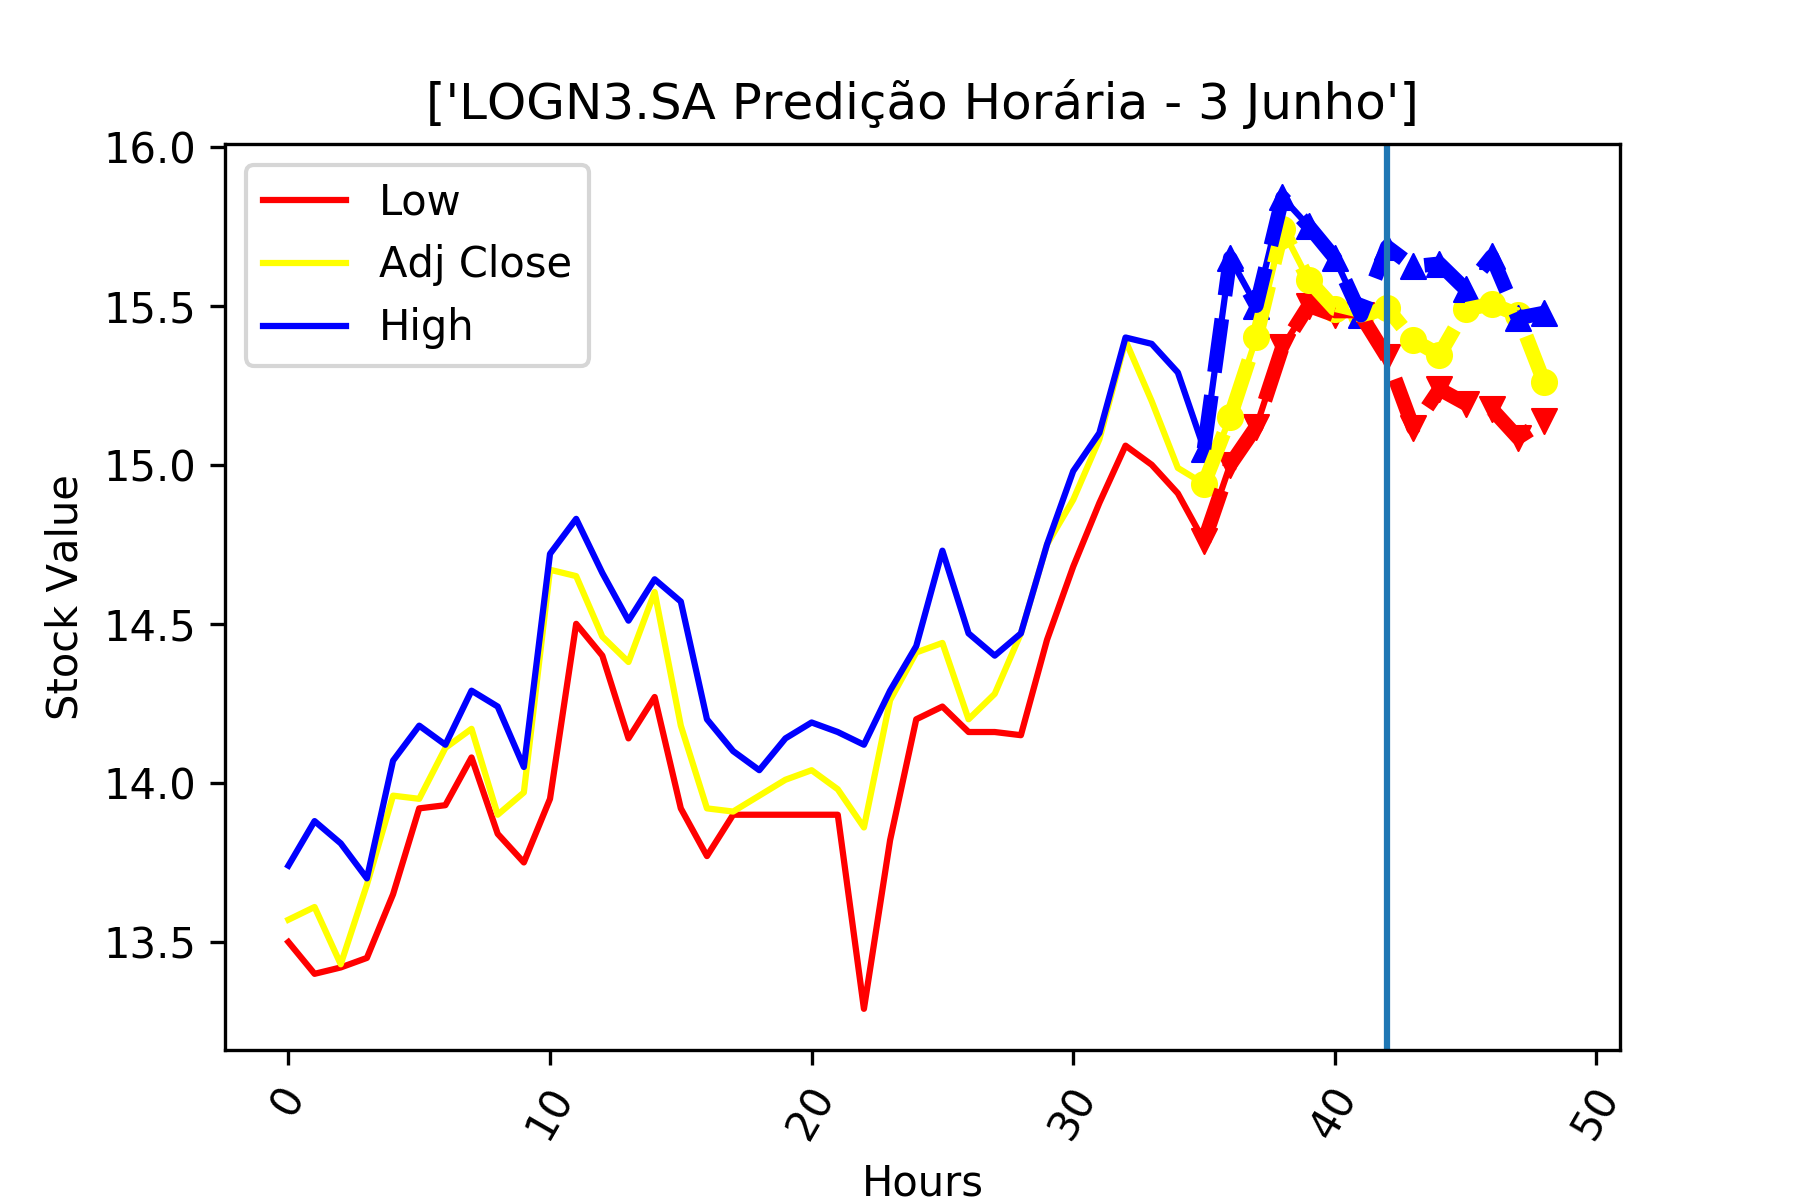 ['LOGN3.SA Predição Horária - 3 Junho']
Low
Adj Close
High
Stock Value
16.0
15.5
15.0
14.5
14.0
13.5
0 10 20 30 40 50
Hours